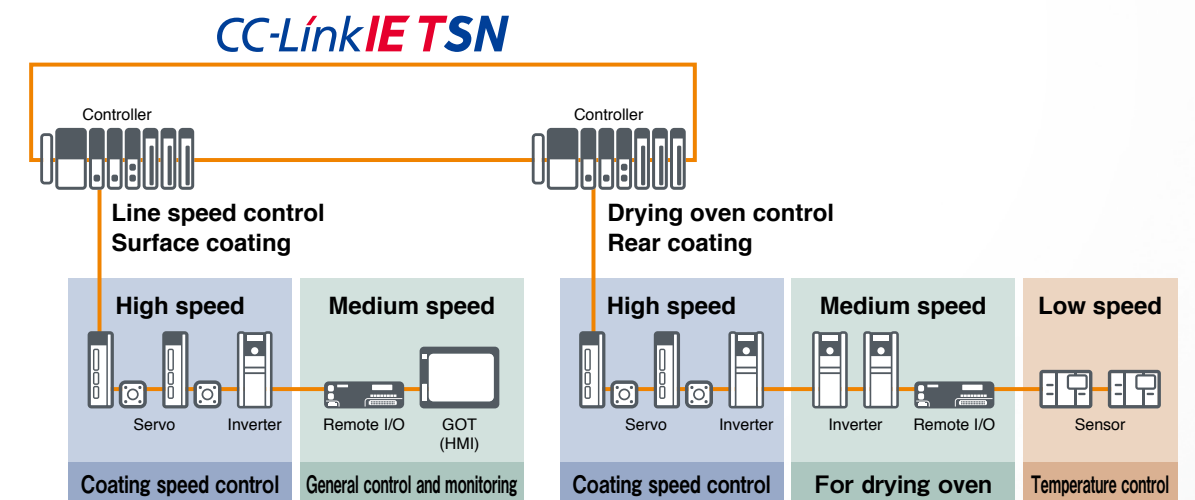 CC-Link IE TSN
Controller
Controller
Line speed control
Surface coating
Drying oven control
Rear coating
High speed
Medium speed
High speed
Medium speed
Low speed
Servo
Inverter
Remote I/O
GOT
(HMI)
Servo
Inverter
Inverter
Remote I/O
Sensor
Coating speed control
General control and monitoring
Coating speed control
For drying oven
Temperature control